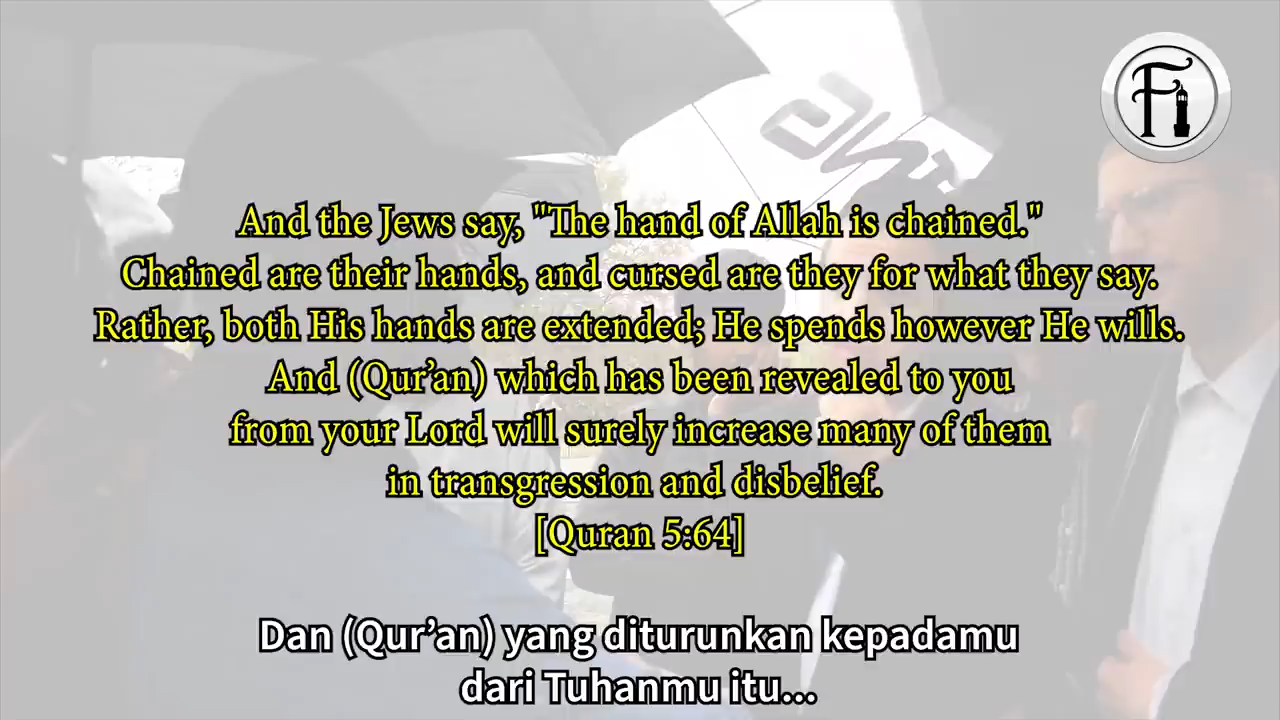 Fi
And the Jews say, "The hand of Allah is chained."
Chained are their hands, and cursed are they for what they say.
Rather, both His hands are extended; He spends however He wills.
And (Qur’an) which has been revealed to you
from your Lord will surely increase many of them
in transgression and disbelief.
[Quran 5:64]
Dan (Qur’an) yang diturunkan kepadamu
dari Tuhanmu itu...